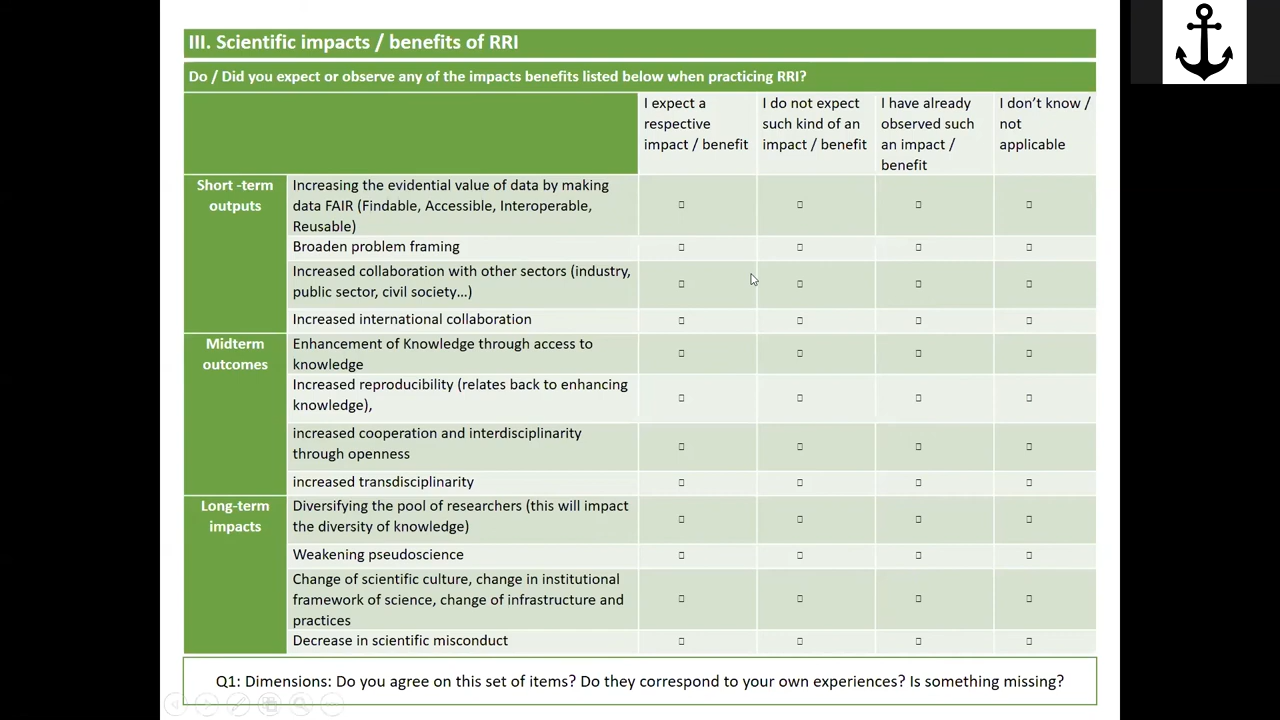 III. Scientific impacts / benefits of RRI
Do / Did you expect or observe any of the impacts benefits listed below when practicing RRI?
I expect a
respective
impact / benefit
I do not expect
such kind of an
impact / benefit
I have already
observed such
an impact /
benefit
I don't know /
not
applicable
Short -term
outputs
Increasing the evidential value of data by making
data FAIR (Findable, Accessible, Interoperable,
Reusable)
Broaden problem framing
Increased collaboration with other sectors (industry,
public sector, civil society...)
Increased international collaboration
Midterm
outcomes
Enhancement of Knowledge through access to
knowledge
Increased reproducibility (relates back to enhancing
knowledge),
increased cooperation and interdisciplinarity
through openness
increased transdisciplinarity
Long-term
impacts
Diversifying the pool of researchers (this will impact
the diversity of knowledge)
Weakening pseudoscience
Change of scientific culture, change in institutional
framework of science, change of infrastructure and
practices
Decrease in scientific misconduct
Q1: Dimensions: Do you agree on this set of items? Do they correspond to your own experiences? Is something missing?